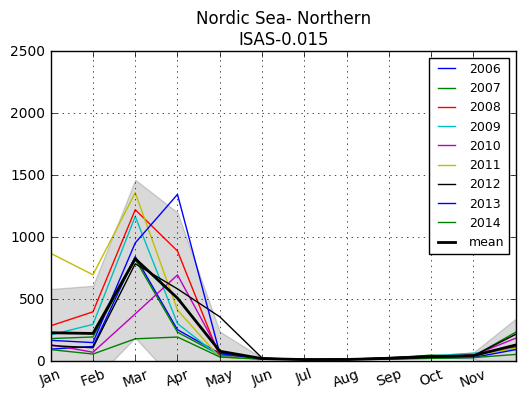 Nordic Sea- Northern
ISAS-0.015
2500
2000
1500
1000
500
0
Jan
Feb
Mar
Apr
May
Jun
Jul
Aug
Sep
Oct
Nov
2006
2007
2008
2009
2010
2011
2012
2013
2014
mean